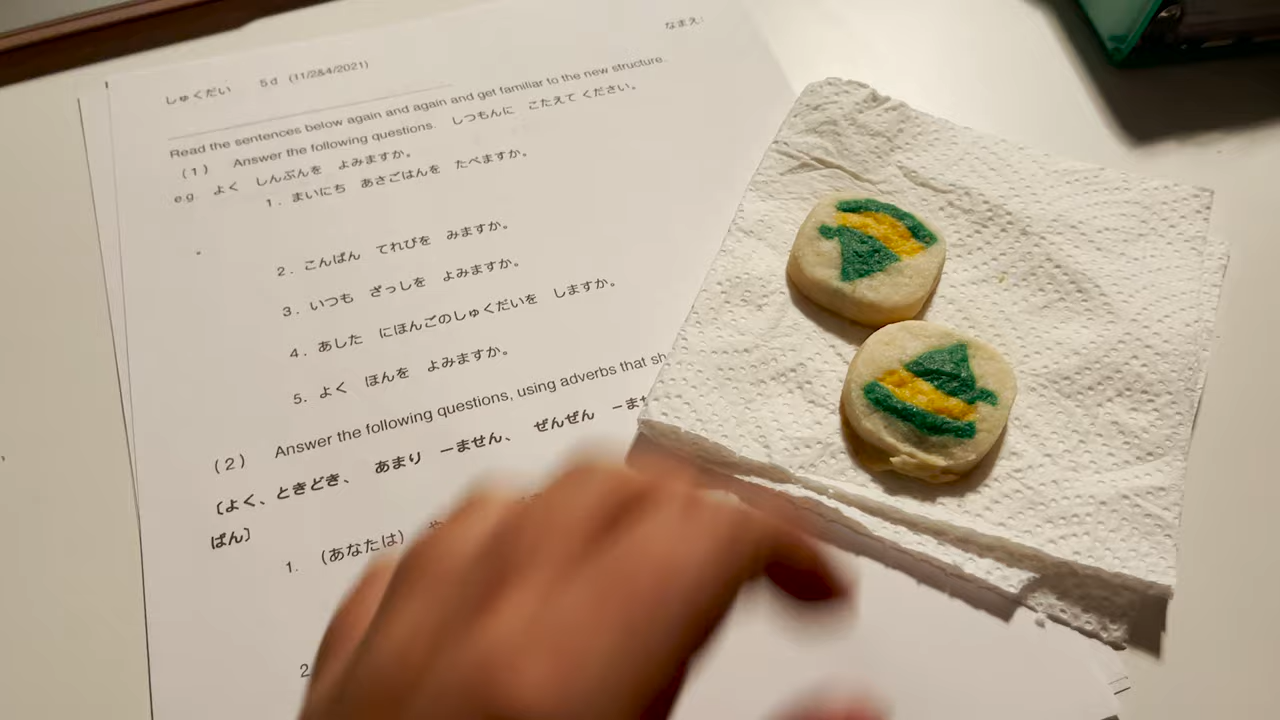 なまえ:
しゅくだい 5d (11/2&4/2021)
Read the sentences below again and again and get familiar to the new structure.
(1) Answer the following questions. しつもんに こたえて ください。
e.g. よく しんぶんを よみますか。
1. まいにち あさごはんを たべますか。
2. こんばん てれびを みますか。
3. いつも ざっしを よみますか。
4. あした にほんごのしゅくだいを しますか。
5. よく ほんを よみますか。
(2) Answer the following questions, using adverbs that
(よく、ときどき、 あまり ーません、 ぜんぜん ーませ
ばん)
1. (あなたは)
2